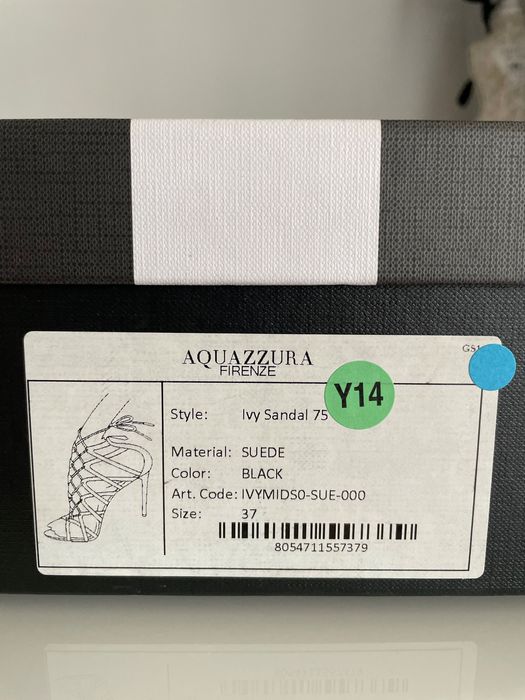 AQUAZZURA
FIRENZE
Style: Ivy Sandal 75
Y14
Material: SUEDE
Color: BLACK
Art. Code: IVYMIDS0-SUE-000
Size: 37
8054711557379